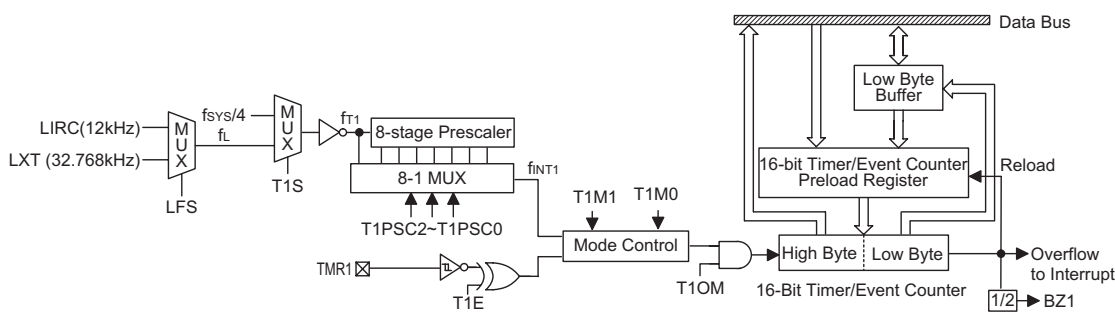 Data Bus
Low Byte
Buffer
fSYS/4
LIRC(12kHz)
MUX
fL
MUX
fT1
8-stage Prescaler
LXT (32.768kHz)
16-bit Timer/Event Counter
Preload Register
Reload
8-1 MUX
fINT1
T1S
LFS
T1M1
T1M0
T1PSC2~T1PSC0
Mode Control
High Byte
Low Byte
Overflow
to Interrupt
TMR1
T1E
T1OM
16-Bit Timer/Event Counter
1/2
BZ1